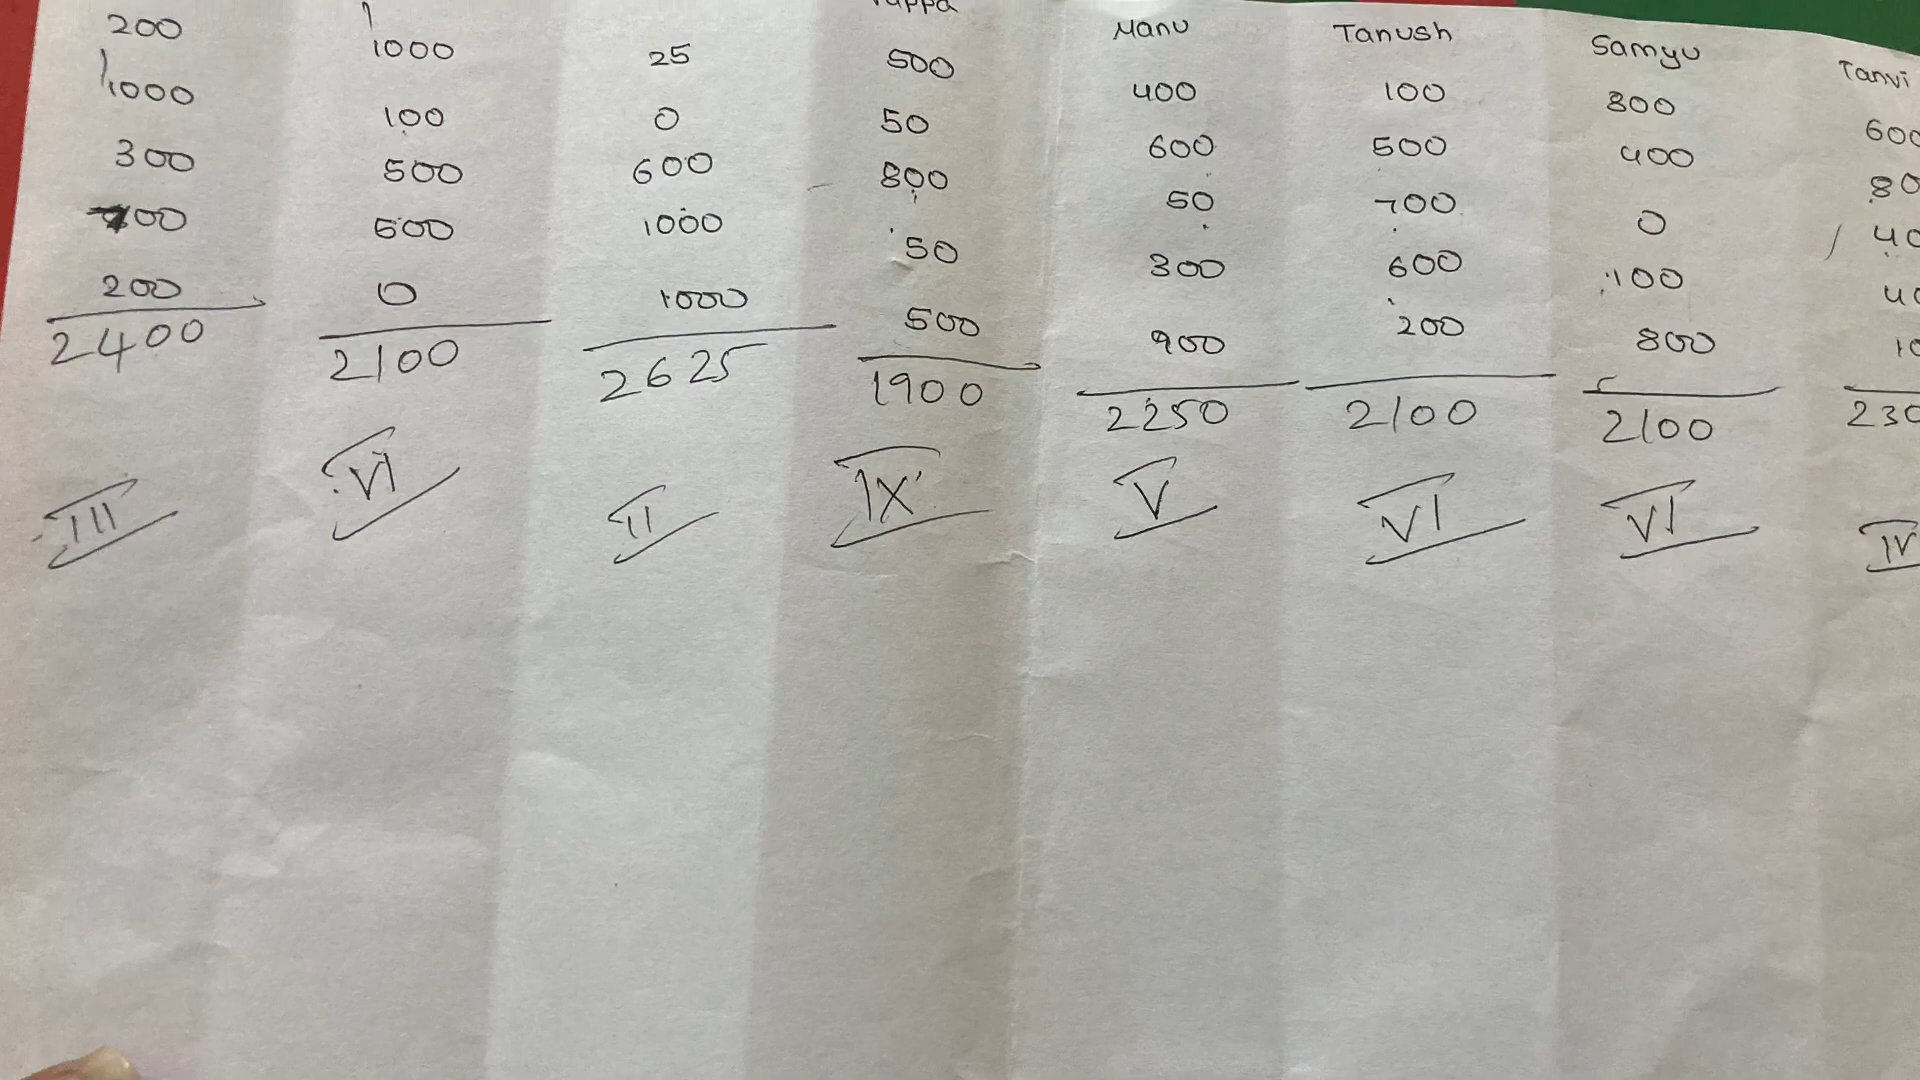 Manu Tanush Samyu Tanvi
200 1000 25 500 400 100 800
1000 100 0 50 600 500 400
300 500 600 800 50 700 0
500 1000 50 300 600 100
200 0 1000 500 900 200 800
2400 2100 2625 1900 2250 2100 2100
III VI II IX V VI VI IV